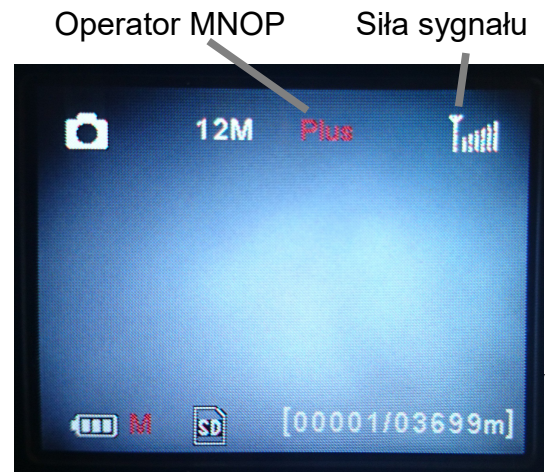 Operator MNOP Siła sygnału
12M Plus
M SD [00001/03699m]